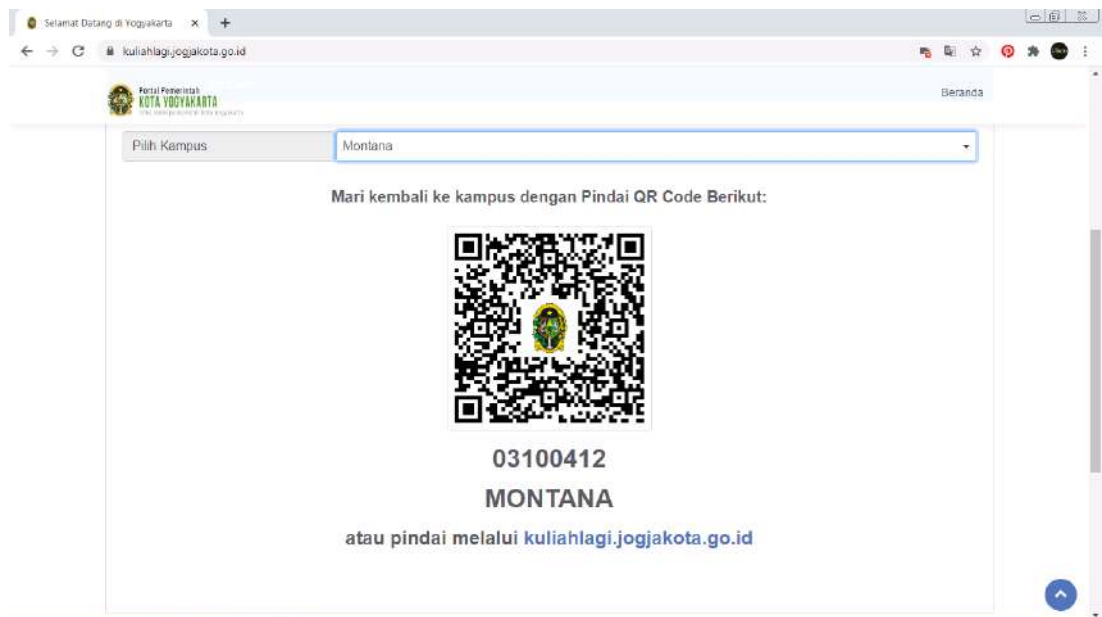 Selamat Datang di Yogyakarta
kuliahlagi.jogjakota.go.id
Portal Pemerintah
KOTA YOGYAKARTA
Beranda
Pilih Kampus
Montana
Mari kembali ke kampus dengan Pindai QR Code Berikut:
03100412
MONTANA
atau pindai melalui kuliahlagi.jogjakota.go.id